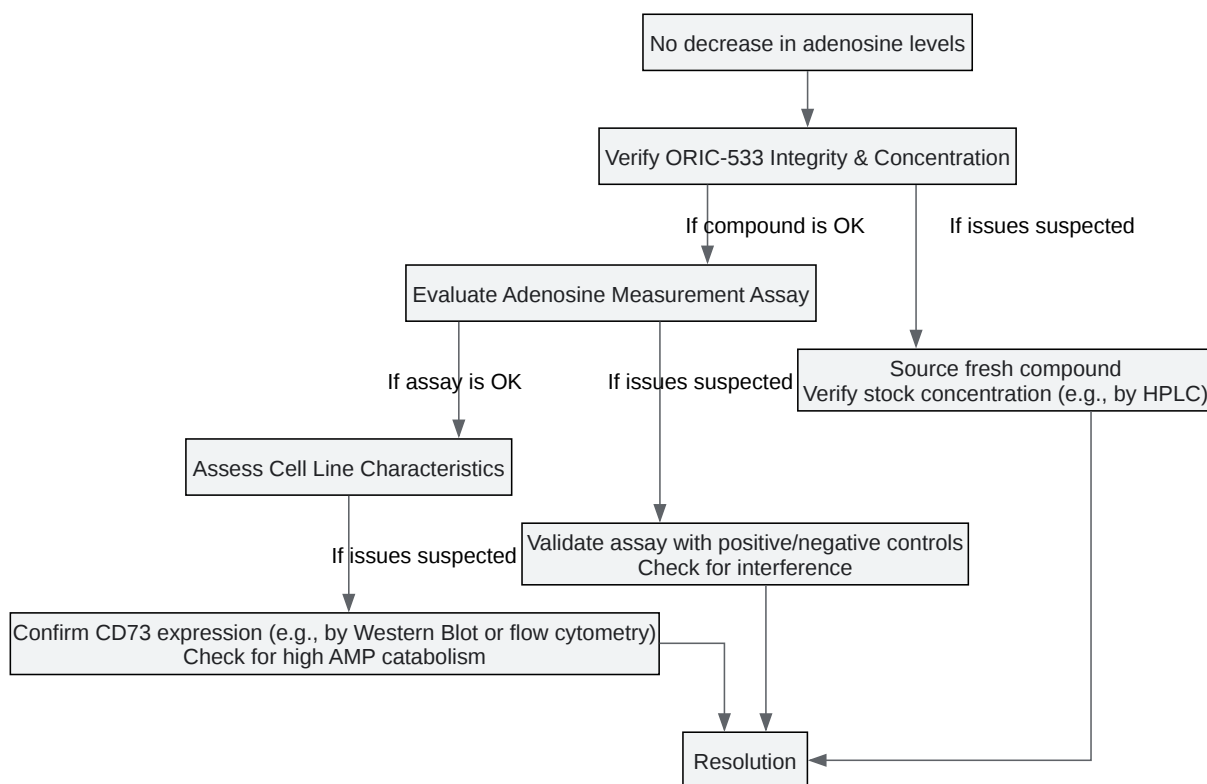 No decrease in adenosine levels
Verify ORIC-533 Integrity & Concentration
If compound is OK
If issues suspected
Evaluate Adenosine Measurement Assay
If assay is OK
If issues suspected
Source fresh compound
Verify stock concentration (e.g., by HPLC)
Assess Cell Line Characteristics
If issues suspected
Validate assay with positive/negative controls
Check for interference
Confirm CD73 expression (e.g., by Western Blot or flow cytometry)
Check for high AMP catabolism
Resolution